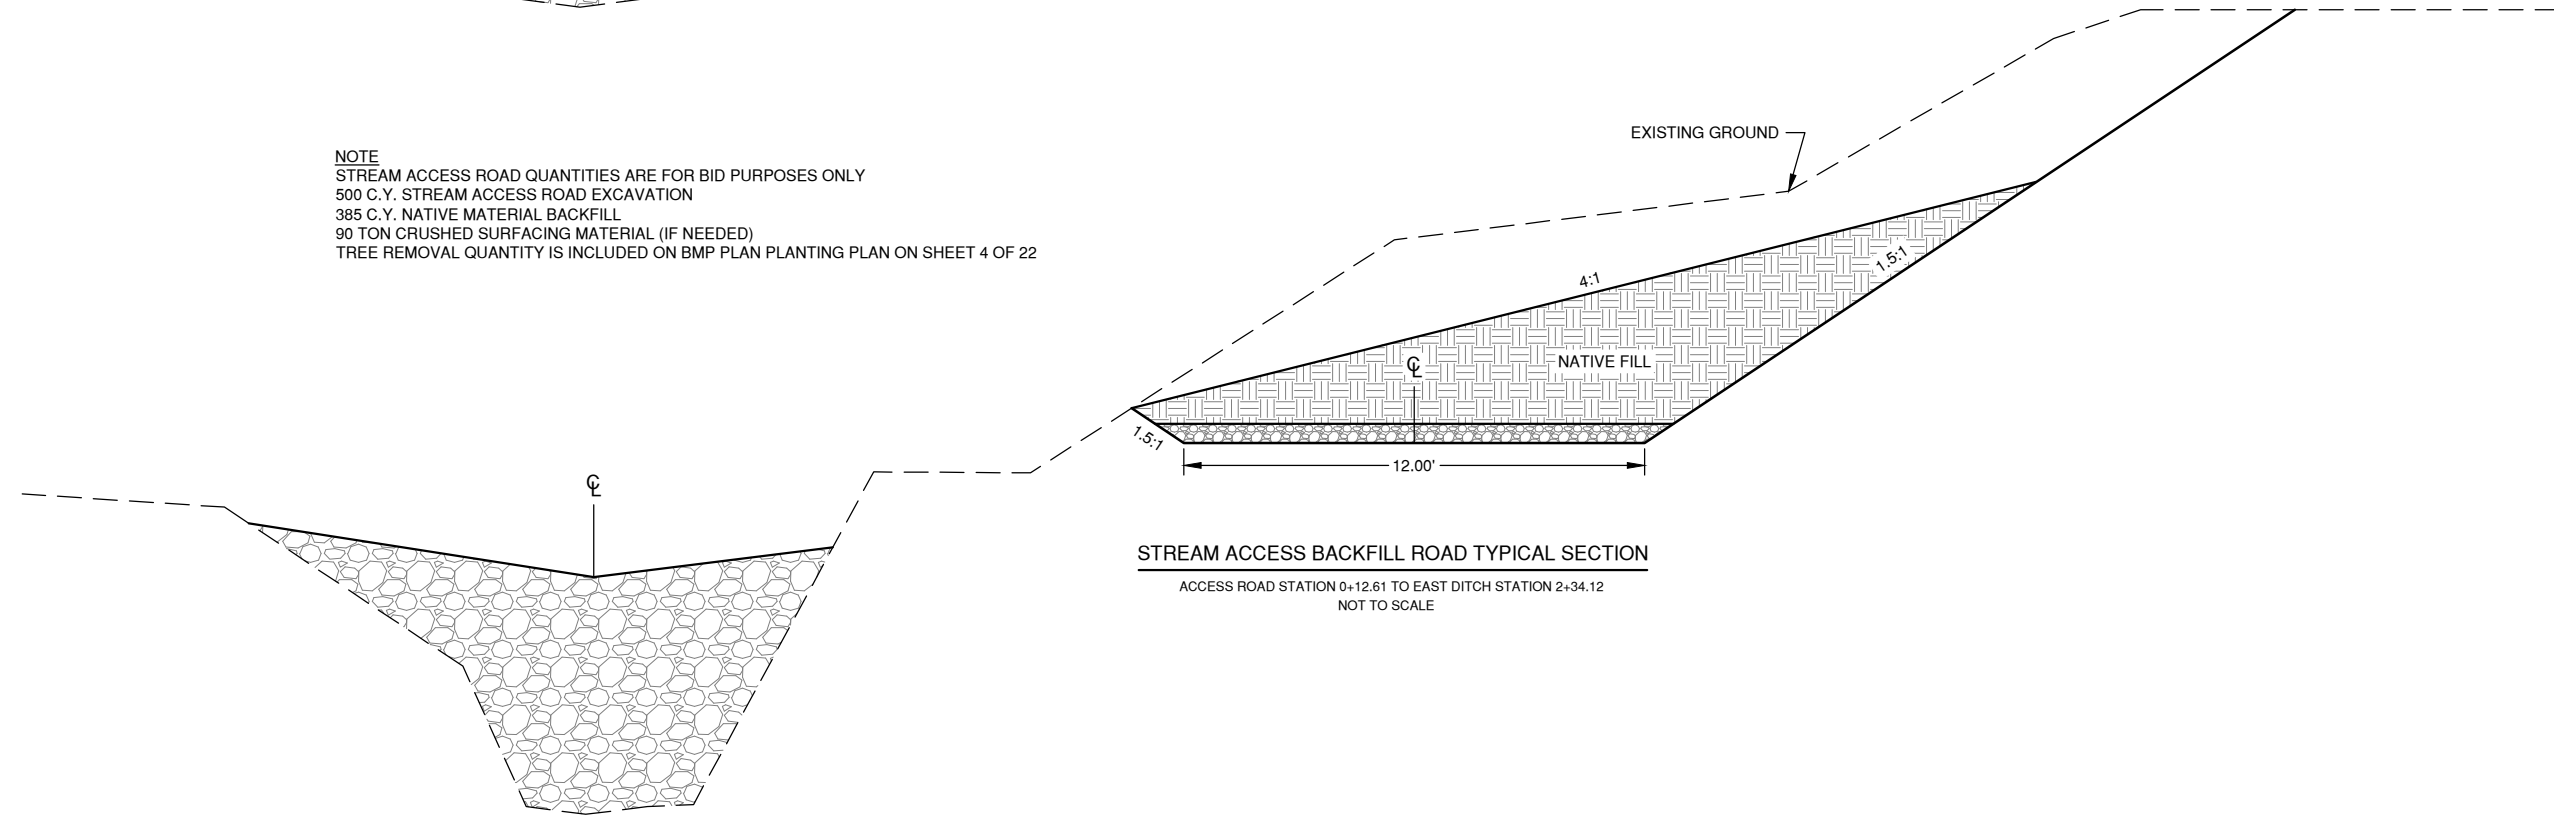 EXISTING GROUND
NOTE
STREAM ACCESS ROAD QUANTITIES ARE FOR BID PURPOSES ONLY
500 C.Y. STREAM ACCESS ROAD EXCAVATION
385 C.Y. NATIVE MATERIAL BACKFILL
90 TON CRUSHED SURFACING MATERIAL (IF NEEDED)
TREE REMOVAL QUANTITY IS INCLUDED ON BMP PLAN PLANTING PLAN ON SHEET 4 OF 22
1.5:1
4:1
NATIVE FILL
℄
1.5:1
12.00'
℄
STREAM ACCESS BACKFILL ROAD TYPICAL SECTION
ACCESS ROAD STATION 0+12.61 TO EAST DITCH STATION 2+34.12
NOT TO SCALE